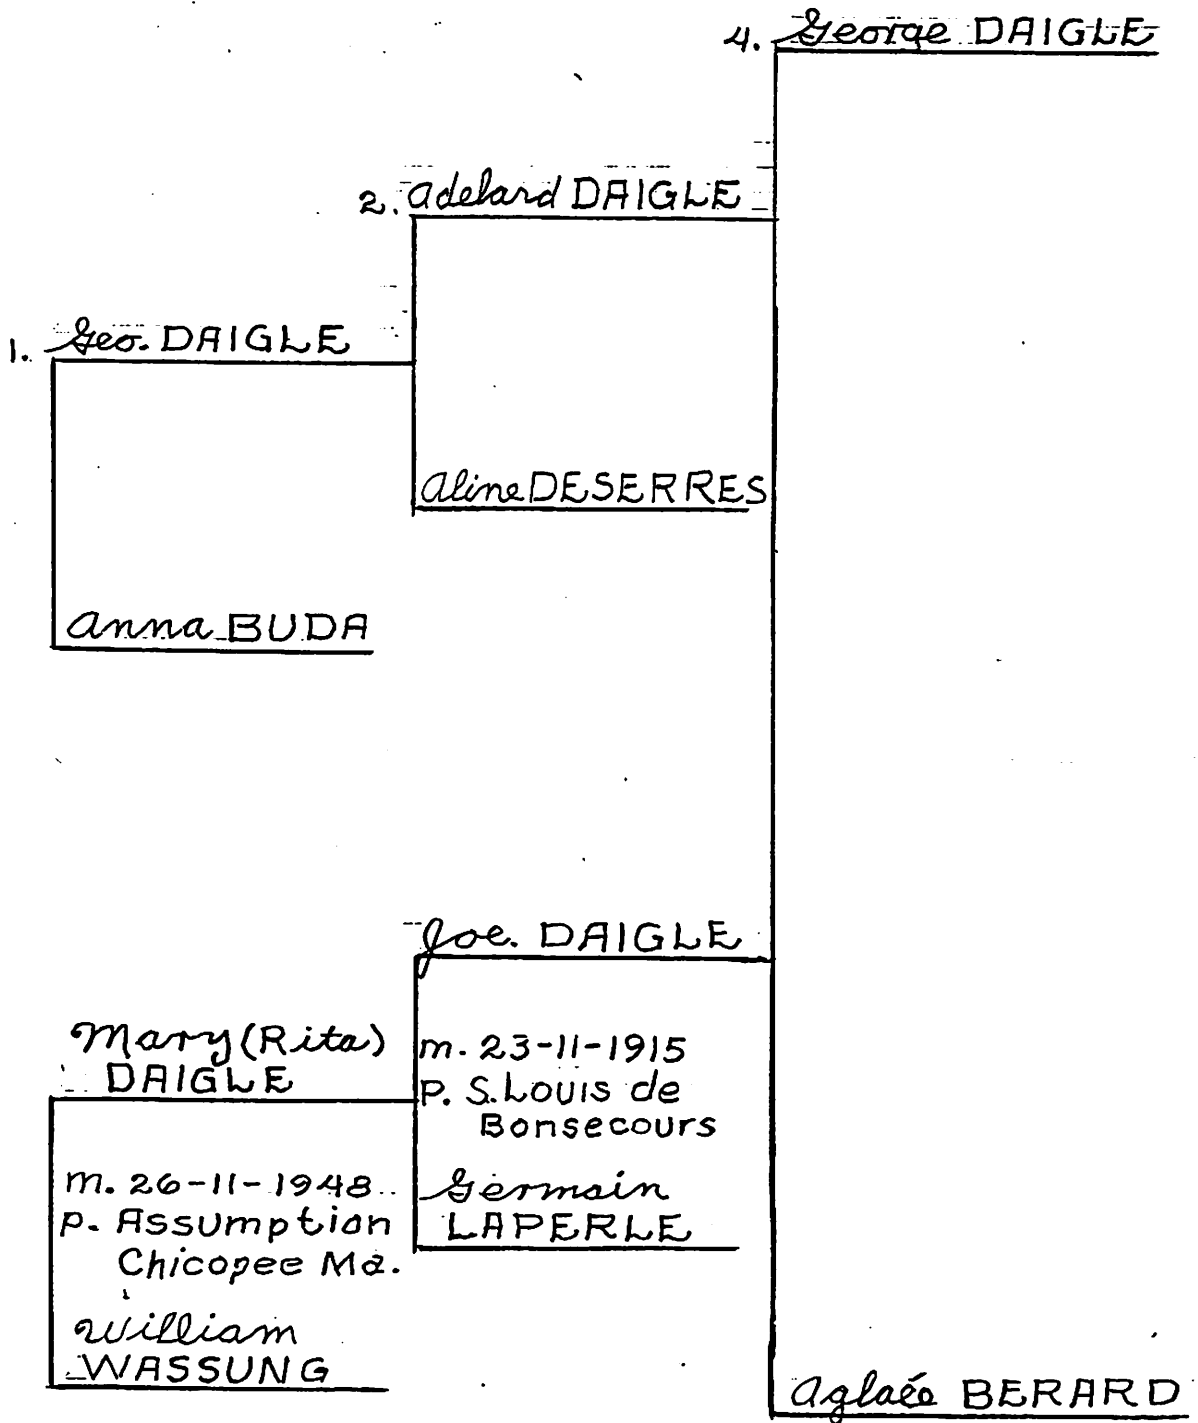 4. George DAIGLE
2. Adelard DAIGLE
1. Geo. DAIGLE
Aline DESERRES
Anna BUDA
Joe. DAIGLE
Mary (Rita)
DAIGLE
m. 23-11-1915
P. S. Louis de
Bonsecours
m. 26-11-1948
P. Assumption
Chicopee Ma.
Germain
LAPERLE
William
WASSUNG
Aglaée BERARD